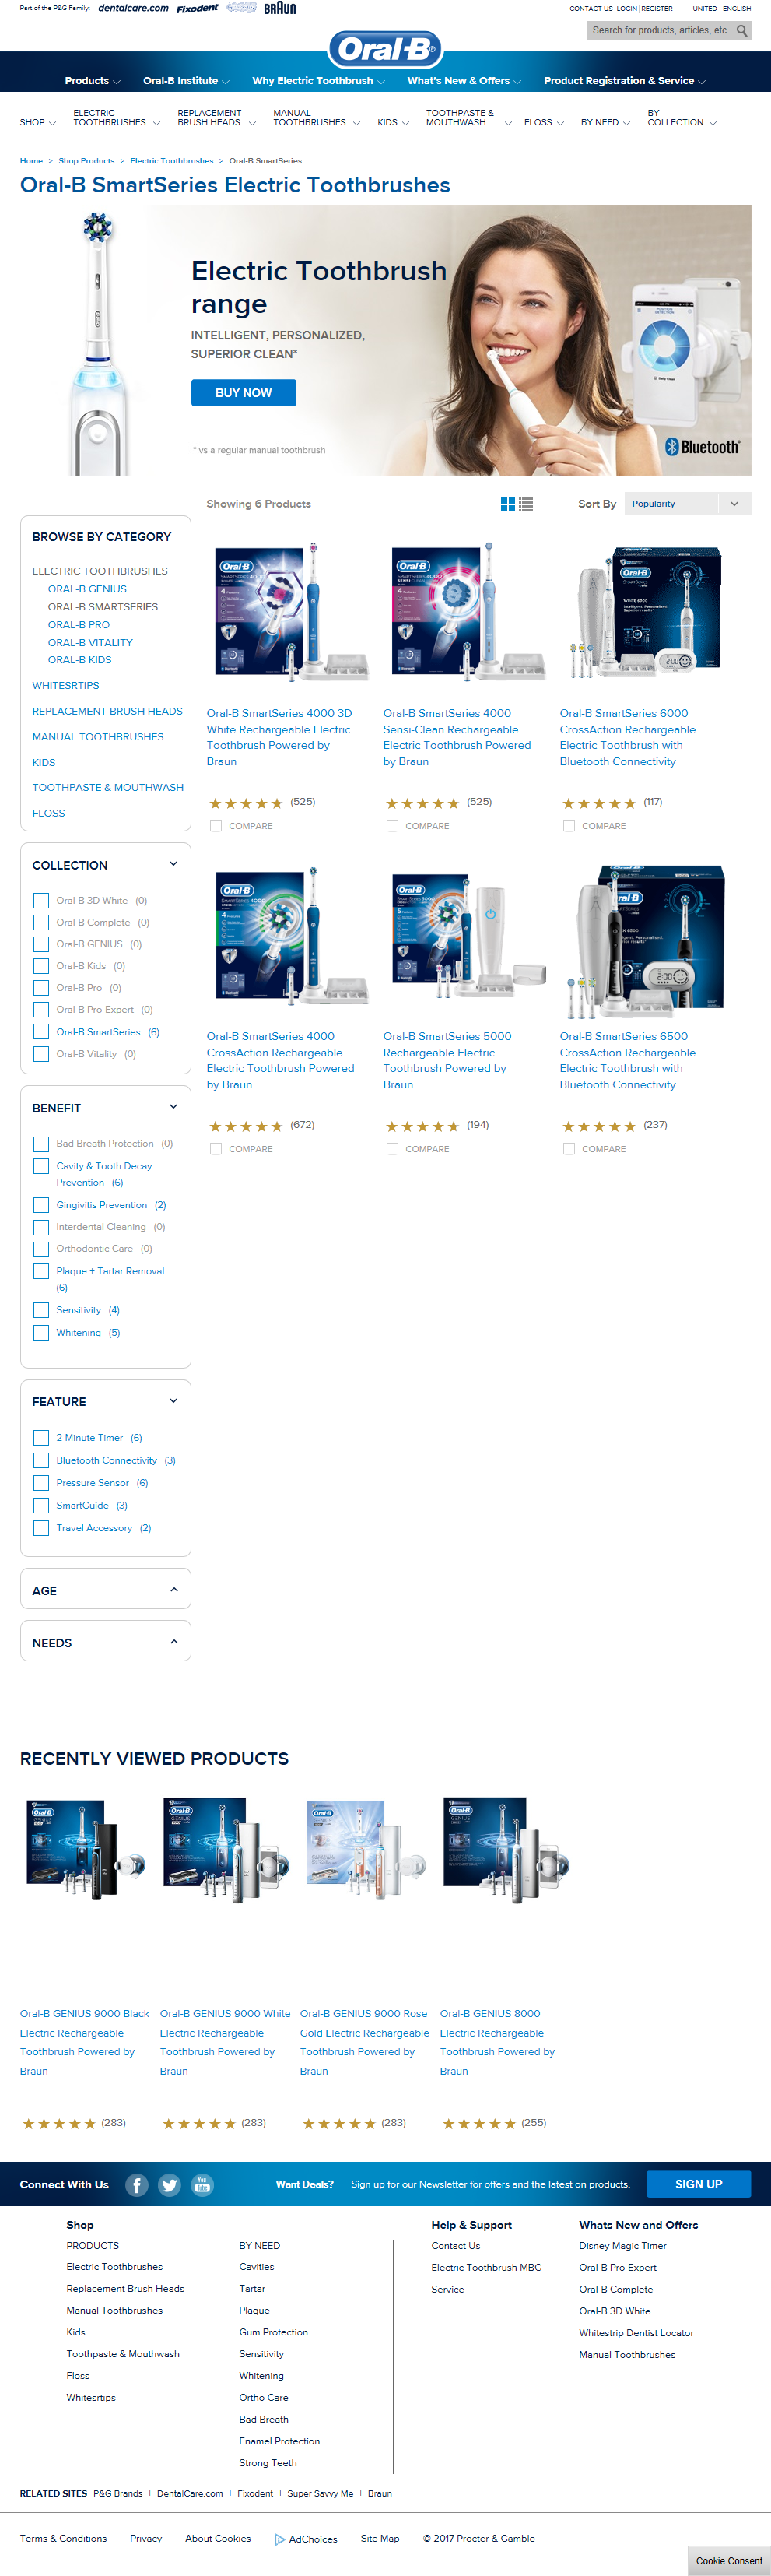 Part of the P&G Family: dentalcare.com Fixodent BRAUN
CONTACT US | LOGIN | REGISTER UNITED - ENGLISH
Search for products, articles, etc.
Oral-B
Products Oral-B Institute Why Electric Toothbrush What's New & Offers Product Registration & Service
SHOP
ELECTRIC TOOTHBRUSHES
REPLACEMENT BRUSH HEADS
MANUAL TOOTHBRUSHES
KIDS
TOOTHPASTE & MOUTHWASH
FLOSS
BY NEED
BY COLLECTION
Home > Shop Products > Electric Toothbrushes > Oral-B SmartSeries
Oral-B SmartSeries Electric Toothbrushes
Electric Toothbrush
range
INTELLIGENT, PERSONALIZED,
SUPERIOR CLEAN*
BUY NOW
* vs a regular manual toothbrush
Bluetooth
Showing 6 Products
Sort By Popularity
BROWSE BY CATEGORY
ELECTRIC TOOTHBRUSHES
ORAL-B GENIUS
ORAL-B SMARTSERIES
ORAL-B PRO
ORAL-B VITALITY
ORAL-B KIDS
WHITESRTIPS
REPLACEMENT BRUSH HEADS
MANUAL TOOTHBRUSHES
KIDS
TOOTHPASTE & MOUTHWASH
FLOSS
COLLECTION
Oral-B 3D White (0)
Oral-B Complete (0)
Oral-B GENIUS (0)
Oral-B Kids (0)
Oral-B Pro (0)
Oral-B Pro-Expert (0)
Oral-B SmartSeries (6)
Oral-B Vitality (0)
BENEFIT
Bad Breath Protection (0)
Cavity & Tooth Decay
Prevention (6)
Gingivitis Prevention (2)
Interdental Cleaning (0)
Orthodontic Care (0)
Plaque + Tartar Removal
(6)
Sensitivity (4)
Whitening (5)
FEATURE
2 Minute Timer (6)
Bluetooth Connectivity (3)
Pressure Sensor (6)
SmartGuide (3)
Travel Accessory (2)
AGE
NEEDS
Oral-B SmartSeries 4000 3D
White Rechargeable Electric
Toothbrush Powered by
Braun
(525)
COMPARE
Oral-B SmartSeries 4000
Sensi-Clean Rechargeable
Electric Toothbrush Powered
by Braun
(525)
COMPARE
Oral-B SmartSeries 6000
CrossAction Rechargeable
Electric Toothbrush with
Bluetooth Connectivity
(117)
COMPARE
Oral-B SmartSeries 4000
CrossAction Rechargeable
Electric Toothbrush Powered
by Braun
(672)
COMPARE
Oral-B SmartSeries 5000
Rechargeable Electric
Toothbrush Powered by
Braun
(194)
COMPARE
Oral-B SmartSeries 6500
CrossAction Rechargeable
Electric Toothbrush with
Bluetooth Connectivity
(237)
COMPARE
RECENTLY VIEWED PRODUCTS
Oral-B GENIUS 9000 Black
Electric Rechargeable
Toothbrush Powered by
Braun
(283)
Oral-B GENIUS 9000 White
Electric Rechargeable
Toothbrush Powered by
Braun
(283)
Oral-B GENIUS 9000 Rose
Gold Electric Rechargeable
Toothbrush Powered by
Braun
(283)
Oral-B GENIUS 8000
Electric Rechargeable
Toothbrush Powered by
Braun
(255)
Connect With Us
Want Deals? Sign up for our Newsletter for offers and the latest on products. SIGN UP
Shop
PRODUCTS
Electric Toothbrushes
Replacement Brush Heads
Manual Toothbrushes
Kids
Toothpaste & Mouthwash
Floss
Whitesrtips
BY NEED
Cavities
Tartar
Plaque
Gum Protection
Sensitivity
Whitening
Ortho Care
Bad Breath
Enamel Protection
Strong Teeth
Help & Support
Contact Us
Electric Toothbrush MBG
Service
Whats New and Offers
Disney Magic Timer
Oral-B Pro-Expert
Oral-B Complete
Oral-B 3D White
Whitestrip Dentist Locator
Manual Toothbrushes
RELATED SITES P&G Brands | DentalCare.com | Fixodent | Super Savvy Me | Braun
Terms & Conditions Privacy About Cookies AdChoices Site Map © 2017 Procter & Gamble
Cookie Consent